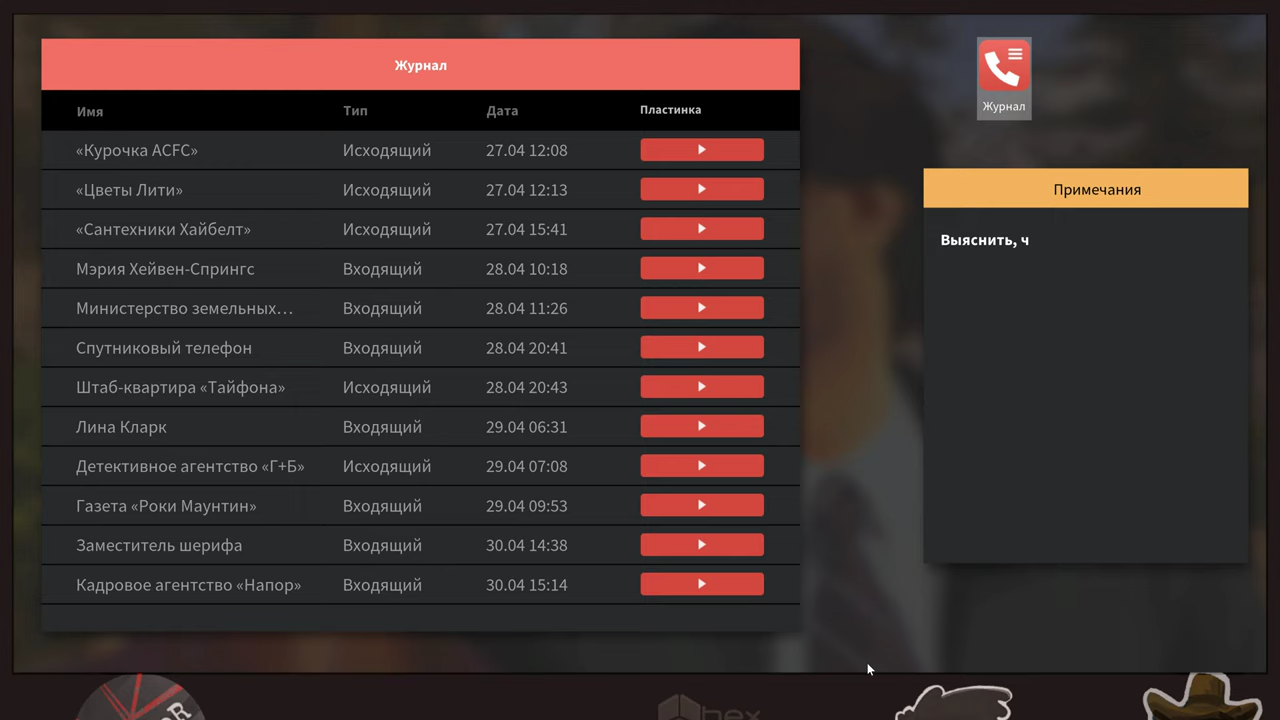 Журнал
Журнал
Имя Тип Дата Пластинка
«Курочка ACFC» Исходящий 27.04 12:08
«Цветы Лити» Исходящий 27.04 12:13
«Сантехники Хайбелт» Исходящий 27.04 15:41
Мэрия Хейвен-Спрингс Входящий 28.04 10:18
Министерство земельных… Входящий 28.04 11:26
Спутниковый телефон Входящий 28.04 20:41
Штаб-квартира «Тайфона» Исходящий 28.04 20:43
Лина Кларк Входящий 29.04 06:31
Детективное агентство «Г+Б» Исходящий 29.04 07:08
Газета «Роки Маунтин» Входящий 29.04 09:53
Заместитель шерифа Входящий 30.04 14:38
Кадровое агентство «Напор» Входящий 30.04 15:14
Примечания
Выяснить, ч
hex